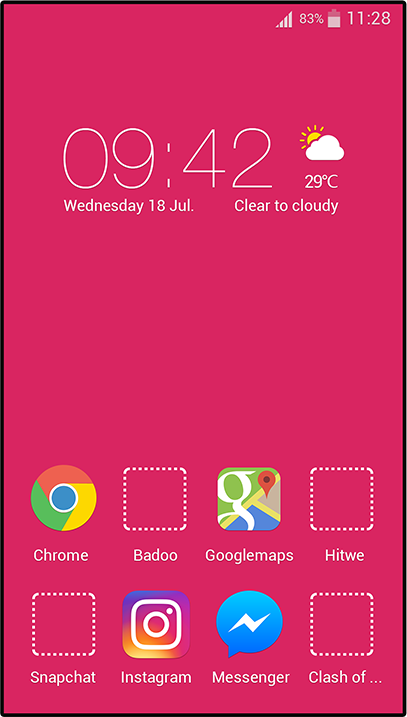 83% 11:28
09:42
29°C
Wednesday 18 Jul. Clear to cloudy
Chrome Badoo Googlemaps Hitwe
Snapchat Instagram Messenger Clash of ...